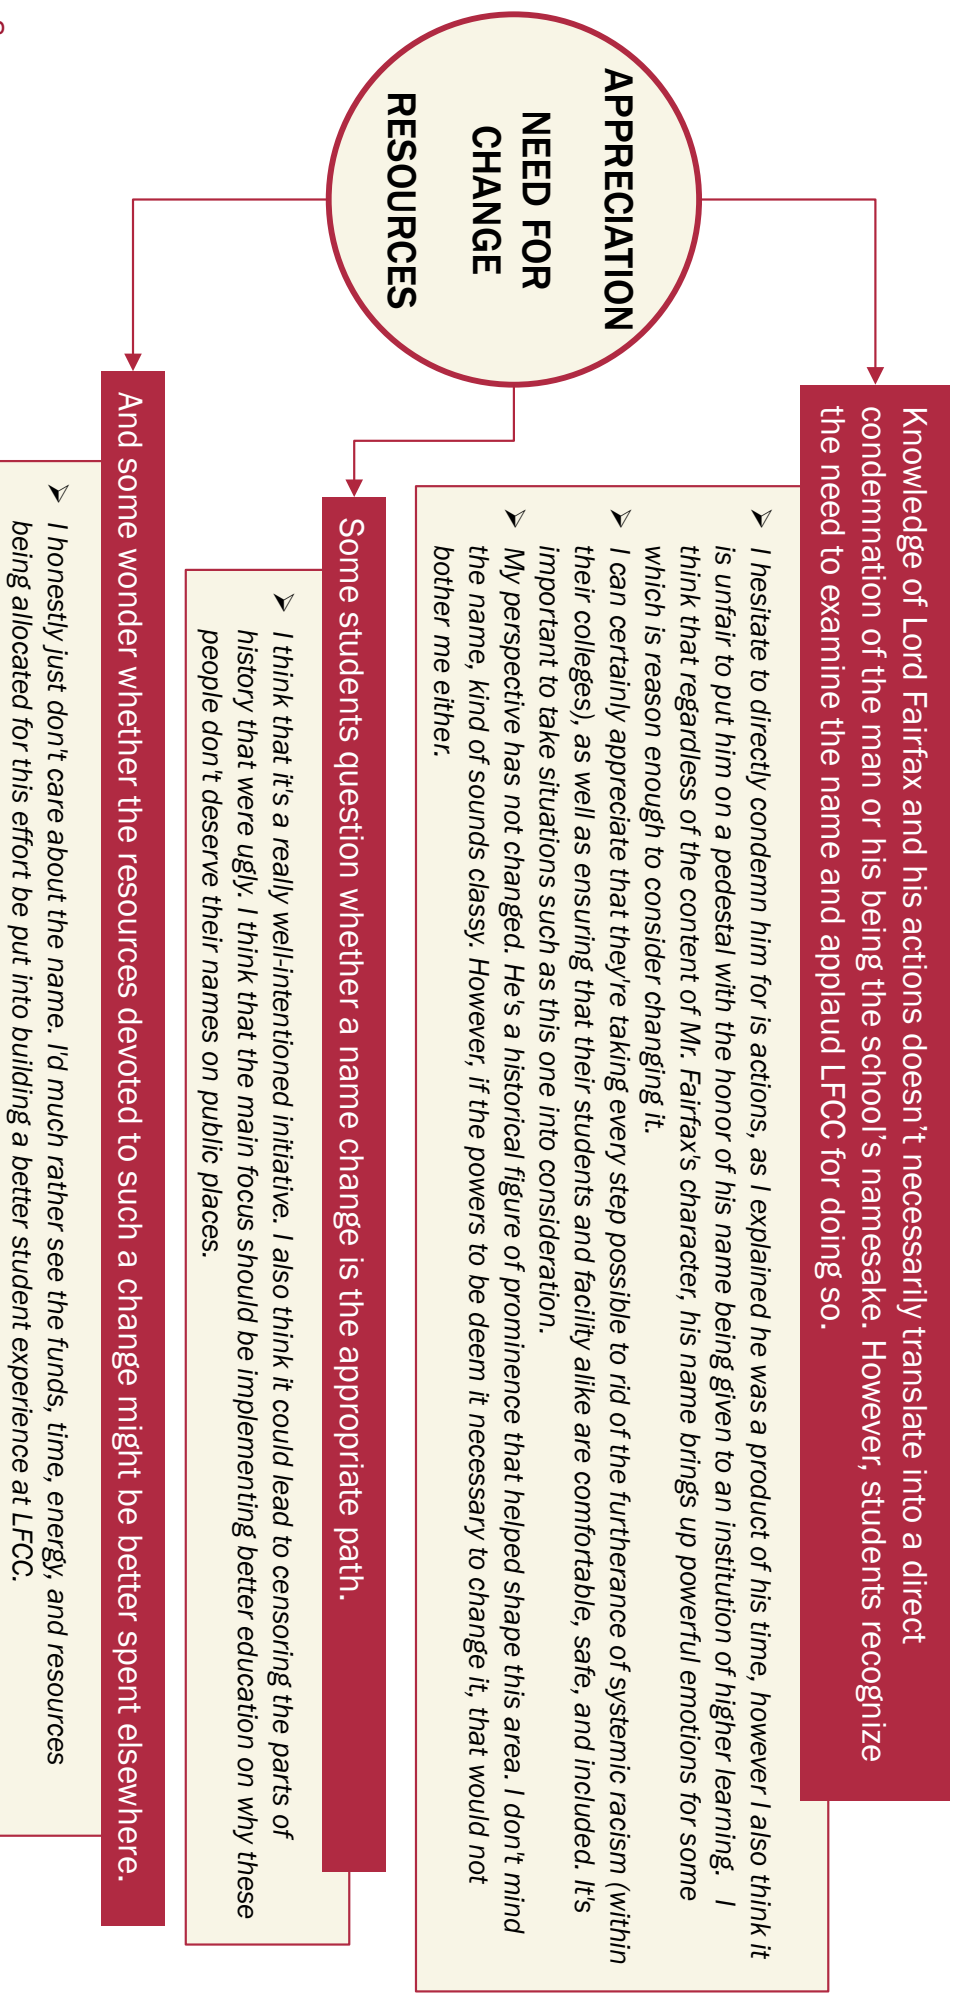 APPRECIATION
NEED FOR
CHANGE
RESOURCES
Knowledge of Lord Fairfax and his actions doesn’t necessarily translate into a direct
condemnation of the man or his being the school’s namesake. However, students recognize
the need to examine the name and applaud LFCC for doing so.
➢ I hesitate to directly condemn him for is actions, as I explained he was a product of his time, however I also think it
is unfair to put him on a pedestal with the honor of his name being given to an institution of higher learning. I
think that regardless of the content of Mr. Fairfax's character, his name brings up powerful emotions for some
which is reason enough to consider changing it.
➢ I can certainly appreciate that they're taking every step possible to rid of the furtherance of systemic racism (within
their colleges), as well as ensuring that their students and facility alike are comfortable, safe, and included. It's
important to take situations such as this one into consideration.
➢ My perspective has not changed. He's a historical figure of prominence that helped shape this area. I don't mind
the name, kind of sounds classy. However, if the powers to be deem it necessary to change it, that would not
bother me either.
Some students question whether a name change is the appropriate path.
➢ I think that it's a really well-intentioned initiative. I also think it could lead to censoring the parts of
history that were ugly. I think that the main focus should be implementing better education on why these
people don't deserve their names on public places.
And some wonder whether the resources devoted to such a change might be better spent elsewhere.
➢ I honestly just don't care about the name. I'd much rather see the funds, time, energy, and resources
being allocated for this effort be put into building a better student experience at LFCC.